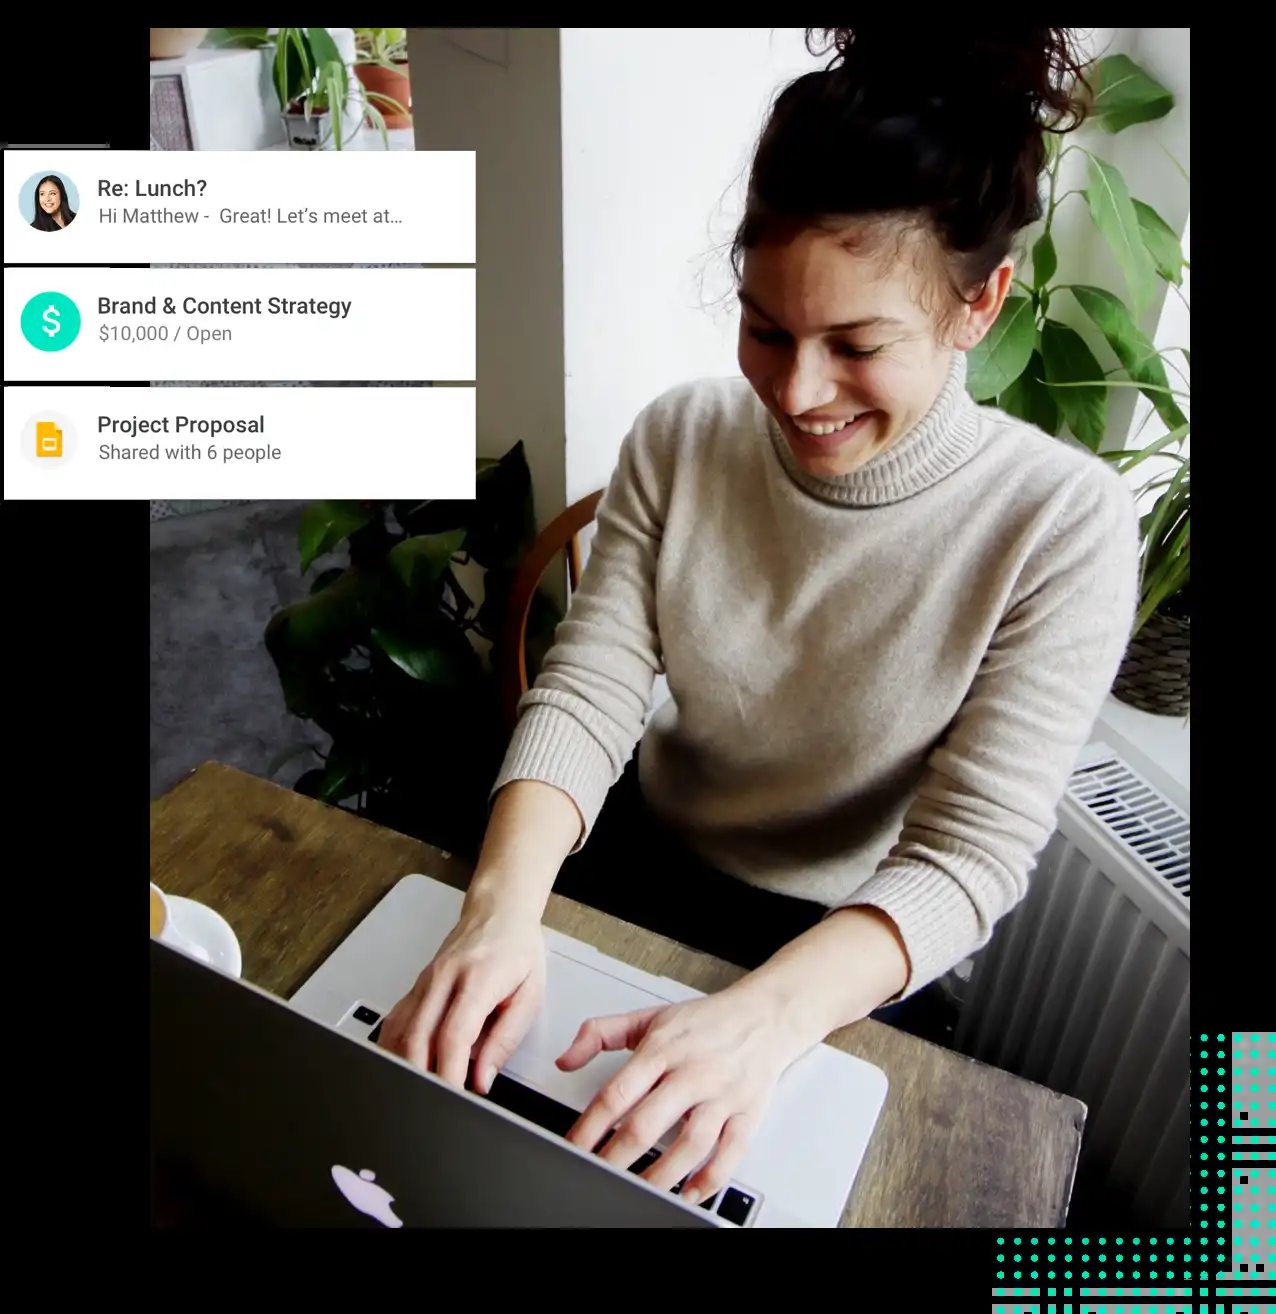 Re: Lunch?
Hi Matthew - Great! Let’s meet at...
Brand & Content Strategy
$10,000 / Open
Project Proposal
Shared with 6 people